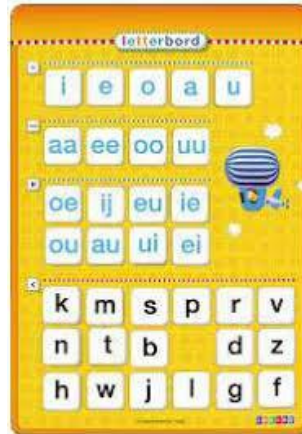 letterbord
i e o a u
aa ee oo uu
oe ij eu ie
ou au ui ei
k m s p r v
n t b d z
h w j l g f